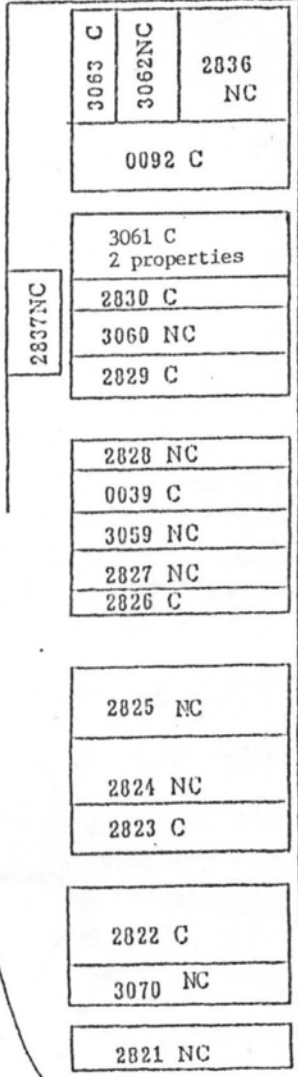 3063 C
3062NC
2836
NC
0092 C
3061 C
2 properties
2830 C
3060 NC
2829 C
2837NC
2828 NC
0039 C
3059 NC
2827 NC
2826 C
2825 NC
2824 NC
2823 C
2822 C
3070 NC
2821 NC